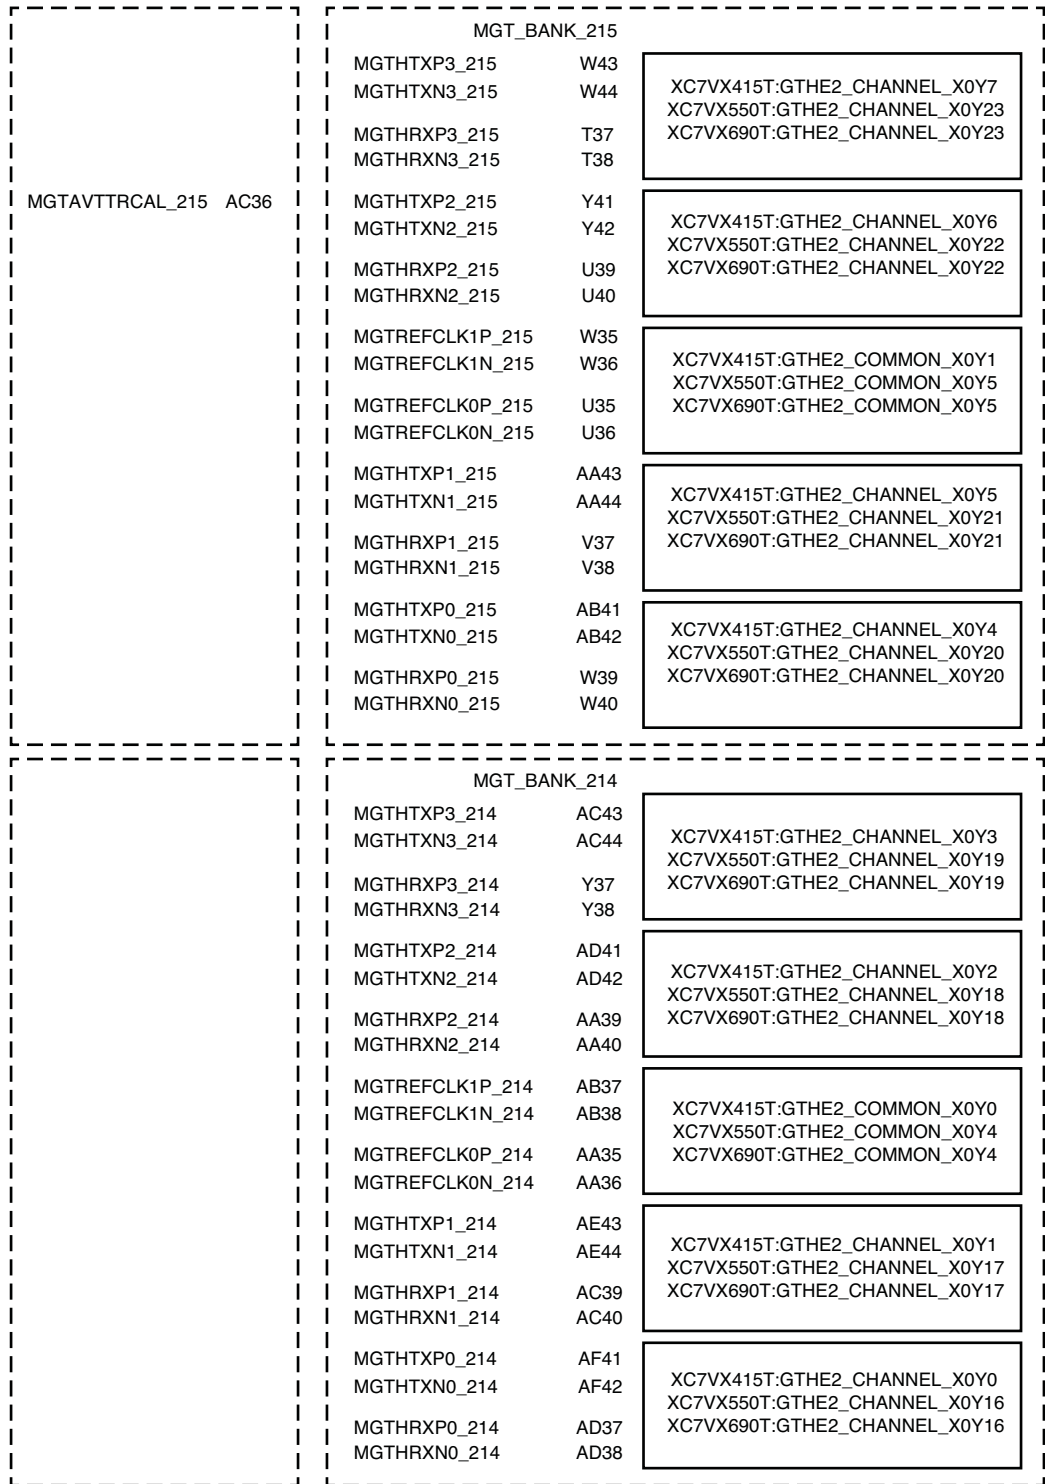 MGT_BANK_215
MGTHTXP3_215 W43
MGTHTXN3_215 W44
MGTHRXP3_215 T37
MGTHRXN3_215 T38
XC7VX415T:GTHE2_CHANNEL_X0Y7
XC7VX550T:GTHE2_CHANNEL_X0Y23
XC7VX690T:GTHE2_CHANNEL_X0Y23
MGTAVTTRCAL_215 AC36
MGTHTXP2_215 Y41
MGTHTXN2_215 Y42
MGTHRXP2_215 U39
MGTHRXN2_215 U40
XC7VX415T:GTHE2_CHANNEL_X0Y6
XC7VX550T:GTHE2_CHANNEL_X0Y22
XC7VX690T:GTHE2_CHANNEL_X0Y22
MGTREFCLK1P_215 W35
MGTREFCLK1N_215 W36
MGTREFCLK0P_215 U35
MGTREFCLK0N_215 U36
XC7VX415T:GTHE2_COMMON_X0Y1
XC7VX550T:GTHE2_COMMON_X0Y5
XC7VX690T:GTHE2_COMMON_X0Y5
MGTHTXP1_215 AA43
MGTHTXN1_215 AA44
MGTHRXP1_215 V37
MGTHRXN1_215 V38
XC7VX415T:GTHE2_CHANNEL_X0Y5
XC7VX550T:GTHE2_CHANNEL_X0Y21
XC7VX690T:GTHE2_CHANNEL_X0Y21
MGTHTXP0_215 AB41
MGTHTXN0_215 AB42
MGTHRXP0_215 W39
MGTHRXN0_215 W40
XC7VX415T:GTHE2_CHANNEL_X0Y4
XC7VX550T:GTHE2_CHANNEL_X0Y20
XC7VX690T:GTHE2_CHANNEL_X0Y20
MGT_BANK_214
MGTHTXP3_214 AC43
MGTHTXN3_214 AC44
MGTHRXP3_214 Y37
MGTHRXN3_214 Y38
XC7VX415T:GTHE2_CHANNEL_X0Y3
XC7VX550T:GTHE2_CHANNEL_X0Y19
XC7VX690T:GTHE2_CHANNEL_X0Y19
MGTHTXP2_214 AD41
MGTHTXN2_214 AD42
MGTHRXP2_214 AA39
MGTHRXN2_214 AA40
XC7VX415T:GTHE2_CHANNEL_X0Y2
XC7VX550T:GTHE2_CHANNEL_X0Y18
XC7VX690T:GTHE2_CHANNEL_X0Y18
MGTREFCLK1P_214 AB37
MGTREFCLK1N_214 AB38
MGTREFCLK0P_214 AA35
MGTREFCLK0N_214 AA36
XC7VX415T:GTHE2_COMMON_X0Y0
XC7VX550T:GTHE2_COMMON_X0Y4
XC7VX690T:GTHE2_COMMON_X0Y4
MGTHTXP1_214 AE43
MGTHTXN1_214 AE44
MGTHRXP1_214 AC39
MGTHRXN1_214 AC40
XC7VX415T:GTHE2_CHANNEL_X0Y1
XC7VX550T:GTHE2_CHANNEL_X0Y17
XC7VX690T:GTHE2_CHANNEL_X0Y17
MGTHTXP0_214 AF41
MGTHTXN0_214 AF42
MGTHRXP0_214 AD37
MGTHRXN0_214 AD38
XC7VX415T:GTHE2_CHANNEL_X0Y0
XC7VX550T:GTHE2_CHANNEL_X0Y16
XC7VX690T:GTHE2_CHANNEL_X0Y16